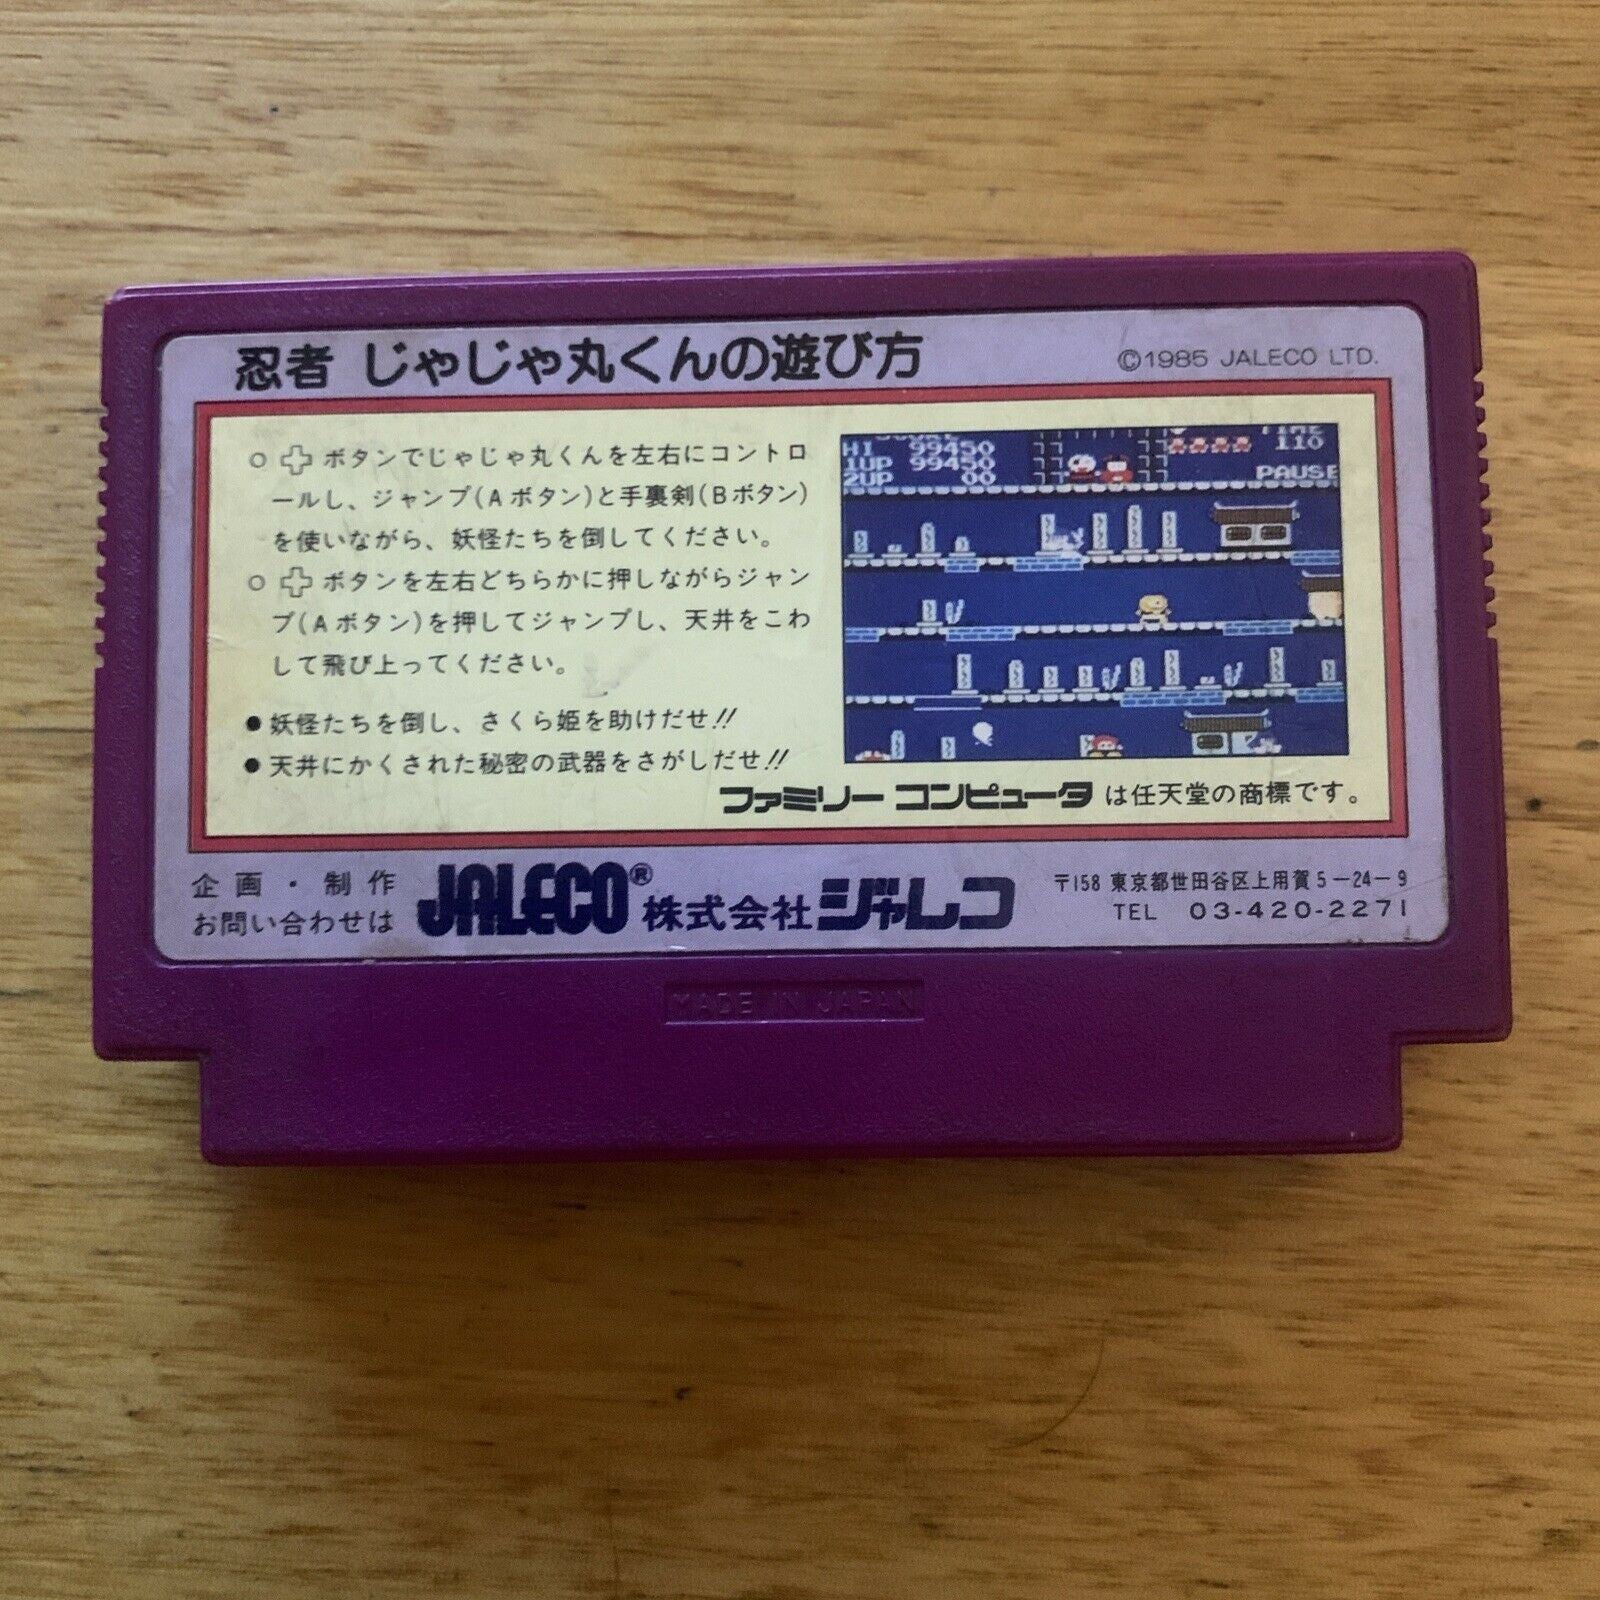 忍者 じゃじゃ丸くんの遊び方
©1985 JALECO LTD.
○ ボタンでじゃじゃ丸くんを左右にコントロ
ールし、ジャンプ(Aボタン)と手裏剣(Bボタン)
を使いながら、妖怪たちを倒してください。
○ ボタンを左右どちらかに押しながらジャン
プ(Aボタン)を押してジャンプし、天井をこわ
して飛び上ってください。
● 妖怪たちを倒し、さくら姫を助けだせ!!
● 天井にかくされた秘密の武器をさがしだせ!!
HI 99450
1UP 99450
2UP 00
TIME
110
PAUSE
ファミリー コンピュータ は任天堂の商標です。
企画・制作
お問い合わせは
JALECO® 株式会社 ジャレコ
〒158 東京都世田谷区上用賀5-24-9
TEL 03-420-2271
MADE IN JAPAN